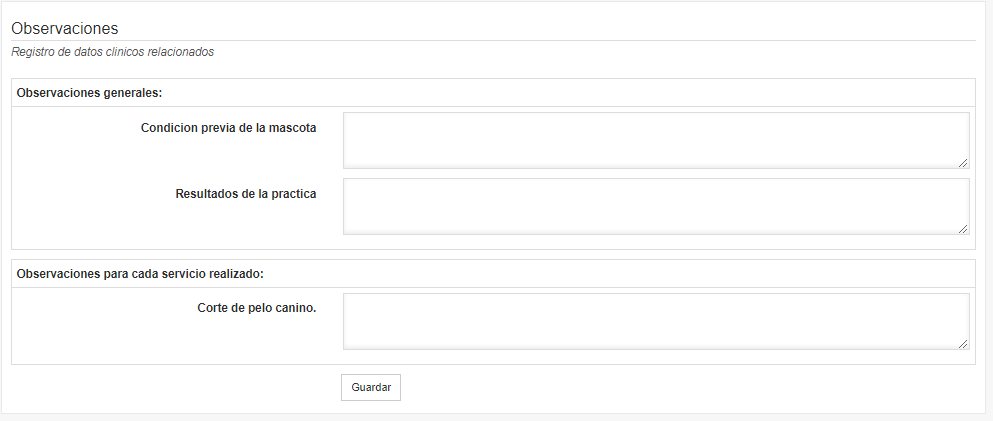 Observaciones
Registro de datos clinicos relacionados
Observaciones generales:
Condicion previa de la mascota
Resultados de la practica
Observaciones para cada servicio realizado:
Corte de pelo canino.
Guardar